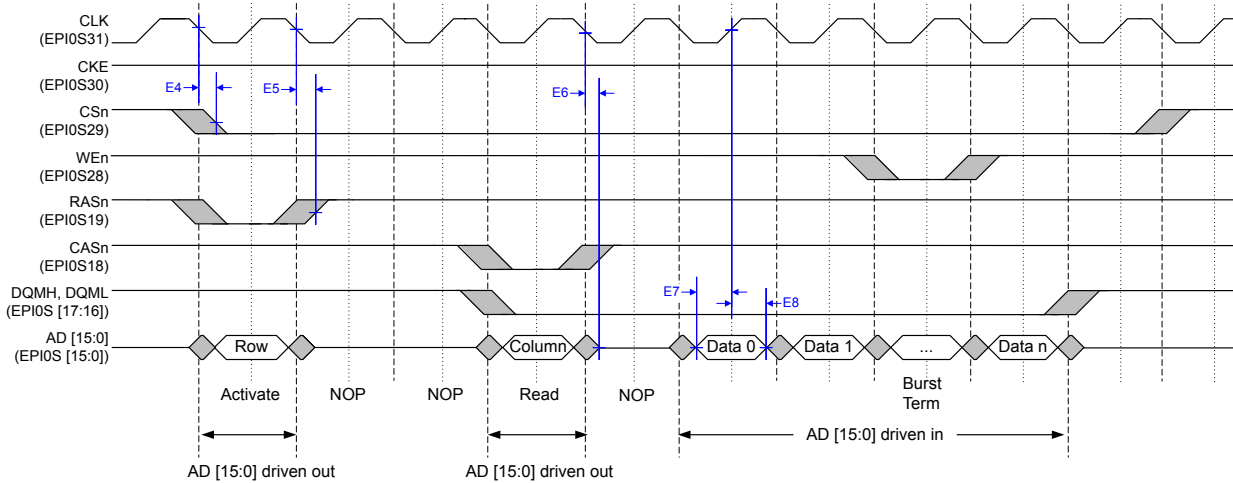 CLK
(EPI0S31)
CKE
(EPI0S30)
E4
E5
E6
CSn
(EPI0S29)
WEn
(EPI0S28)
RASn
(EPI0S19)
CASn
(EPI0S18)
DQMH, DQML
(EPI0S [17:16])
E7
E8
AD [15:0]
(EPI0S [15:0])
Row
Column
Data 0
Data 1
...
Data n
Activate
NOP
NOP
Read
NOP
Burst
Term
AD [15:0] driven in
AD [15:0] driven out
AD [15:0] driven out